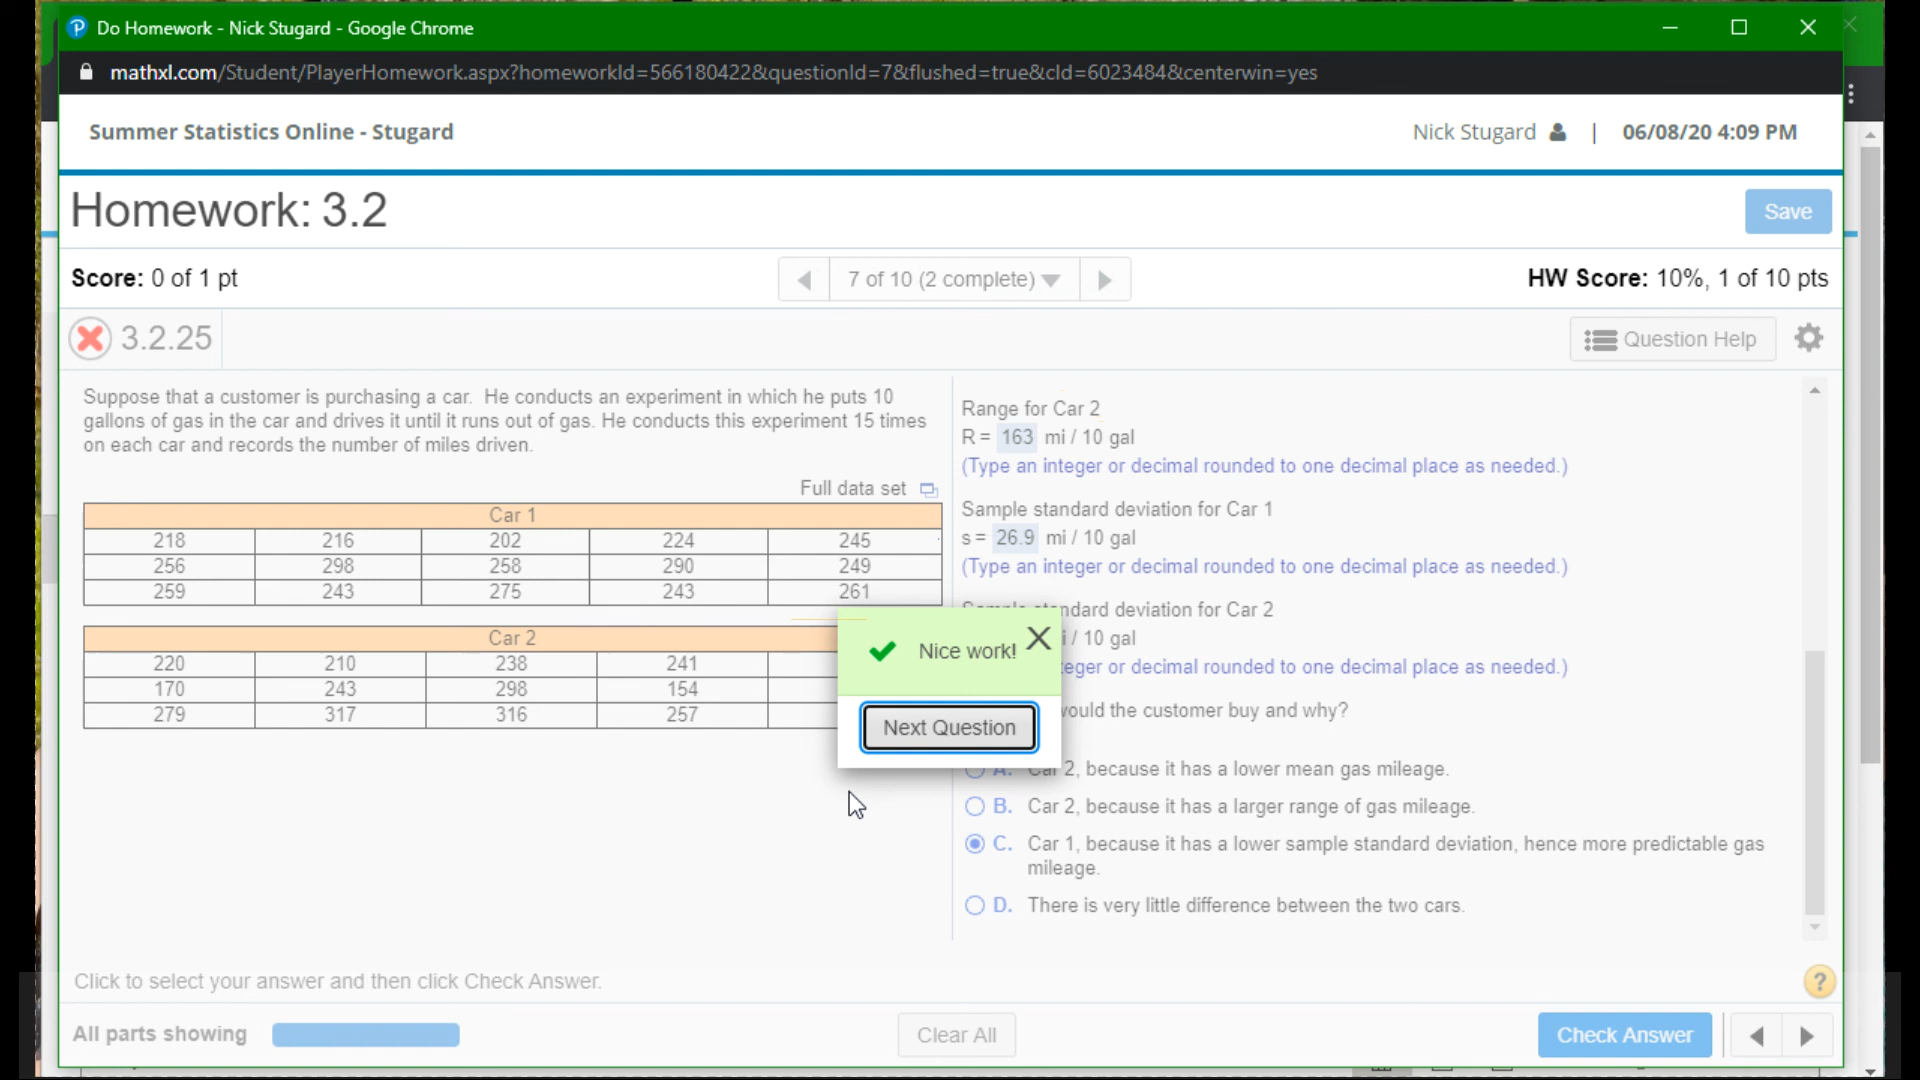 Do Homework - Nick Stugard - Google Chrome
mathxl.com/Student/PlayerHomework.aspx?homeworkId=566180422&questionId=7&flushed=true&cld=6023484&centerwin=yes
Summer Statistics Online - Stugard
Nick Stugard | 06/08/20 4:09 PM
Homework: 3.2
Save
Score: 0 of 1 pt
7 of 10 (2 complete)
HW Score: 10%, 1 of 10 pts
3.2.25
Question Help
Suppose that a customer is purchasing a car. He conducts an experiment in which he puts 10
gallons of gas in the car and drives it until it runs out of gas. He conducts this experiment 15 times
on each car and records the number of miles driven.
Full data set
Car 1
218 216 202 224 245
256 298 258 290 249
259 243 275 243 261
Car 2
220 210 238 241
170 243 298 154
279 317 316 257
Range for Car 2
R = 163 mi / 10 gal
(Type an integer or decimal rounded to one decimal place as needed.)
Sample standard deviation for Car 1
s = 26.9 mi / 10 gal
(Type an integer or decimal rounded to one decimal place as needed.)
Sample standard deviation for Car 2
/ 10 gal
decimal rounded to one decimal place as needed.)
would the customer buy and why?
Nice work!
Next Question
A. Car 2, because it has a lower mean gas mileage.
B. Car 2, because it has a larger range of gas mileage.
C. Car 1, because it has a lower sample standard deviation, hence more predictable gas
mileage.
D. There is very little difference between the two cars.
Click to select your answer and then click Check Answer.
?
All parts showing
Clear All
Check Answer